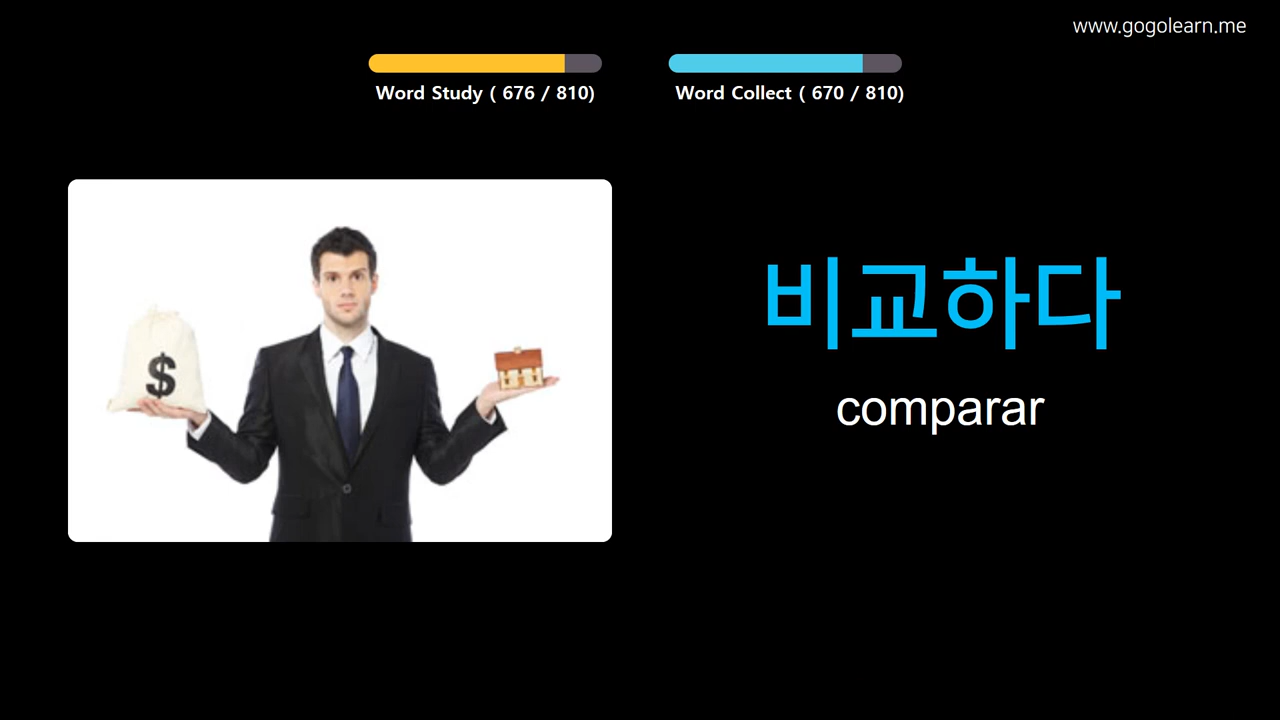 www.gogolearn.me
Word Study ( 676 / 810)
Word Collect ( 670 / 810)
$
비교하다
comparar